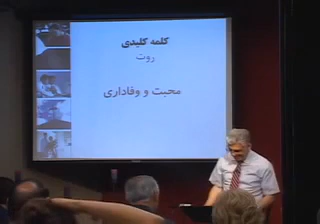 کلمه کلیدی
روت
محبت و وفاداری